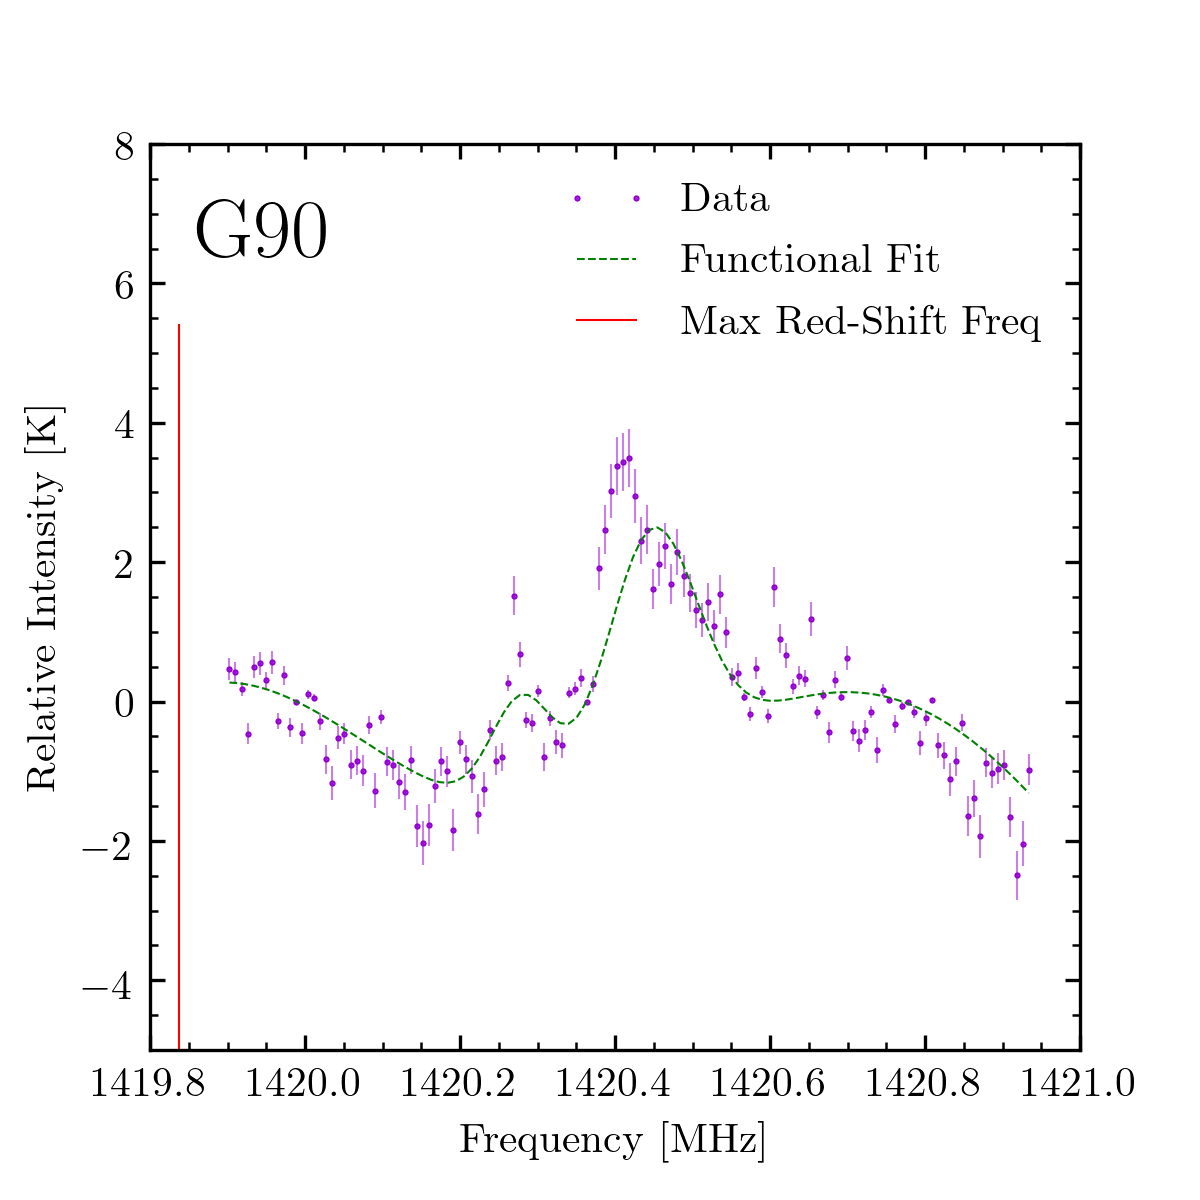 G90
Data
Functional Fit
Max Red-Shift Freq
8
6
4
2
0
−2
−4
Relative Intensity [K]
1419.8 1420.0 1420.2 1420.4 1420.6 1420.8 1421.0
Frequency [MHz]